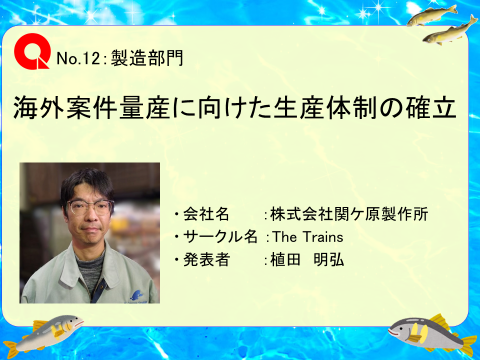 No.12：製造部門
海外案件量産に向けた生産体制の確立
・会社名　　：株式会社関ケ原製作所
・サークル名：The Trains
・発表者　　：植田　明弘